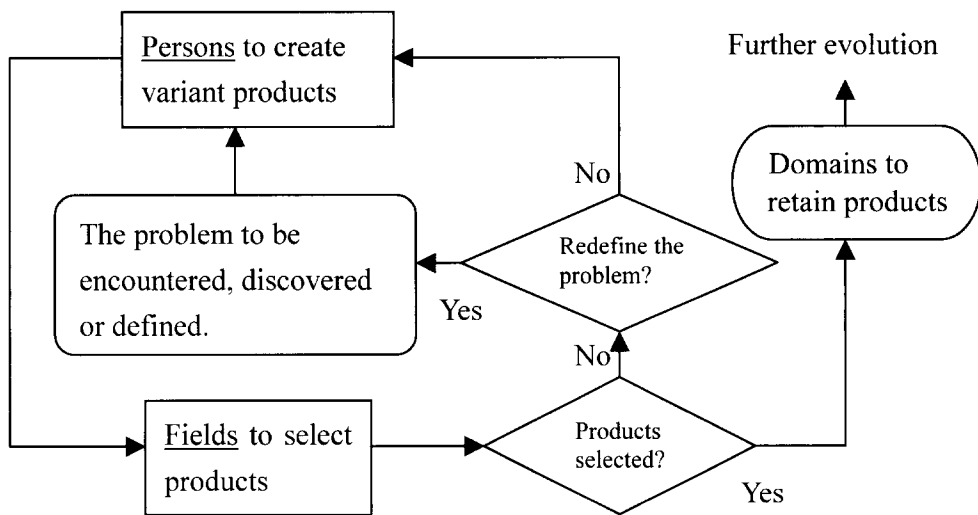 Persons to create
variant products
Further evolution
Domains to
retain products
No
The problem to be
encountered, discovered
or defined.
Redefine the
problem?
Yes
No
Fields to select
products
Products
selected?
Yes